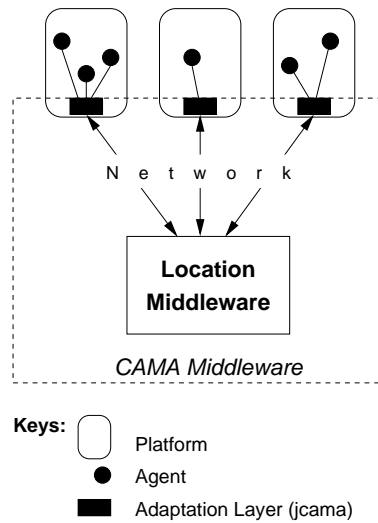 N e t w o r k
Location
Middleware
CAMA Middleware
Keys:
Platform
Agent
Adaptation Layer (jcama)